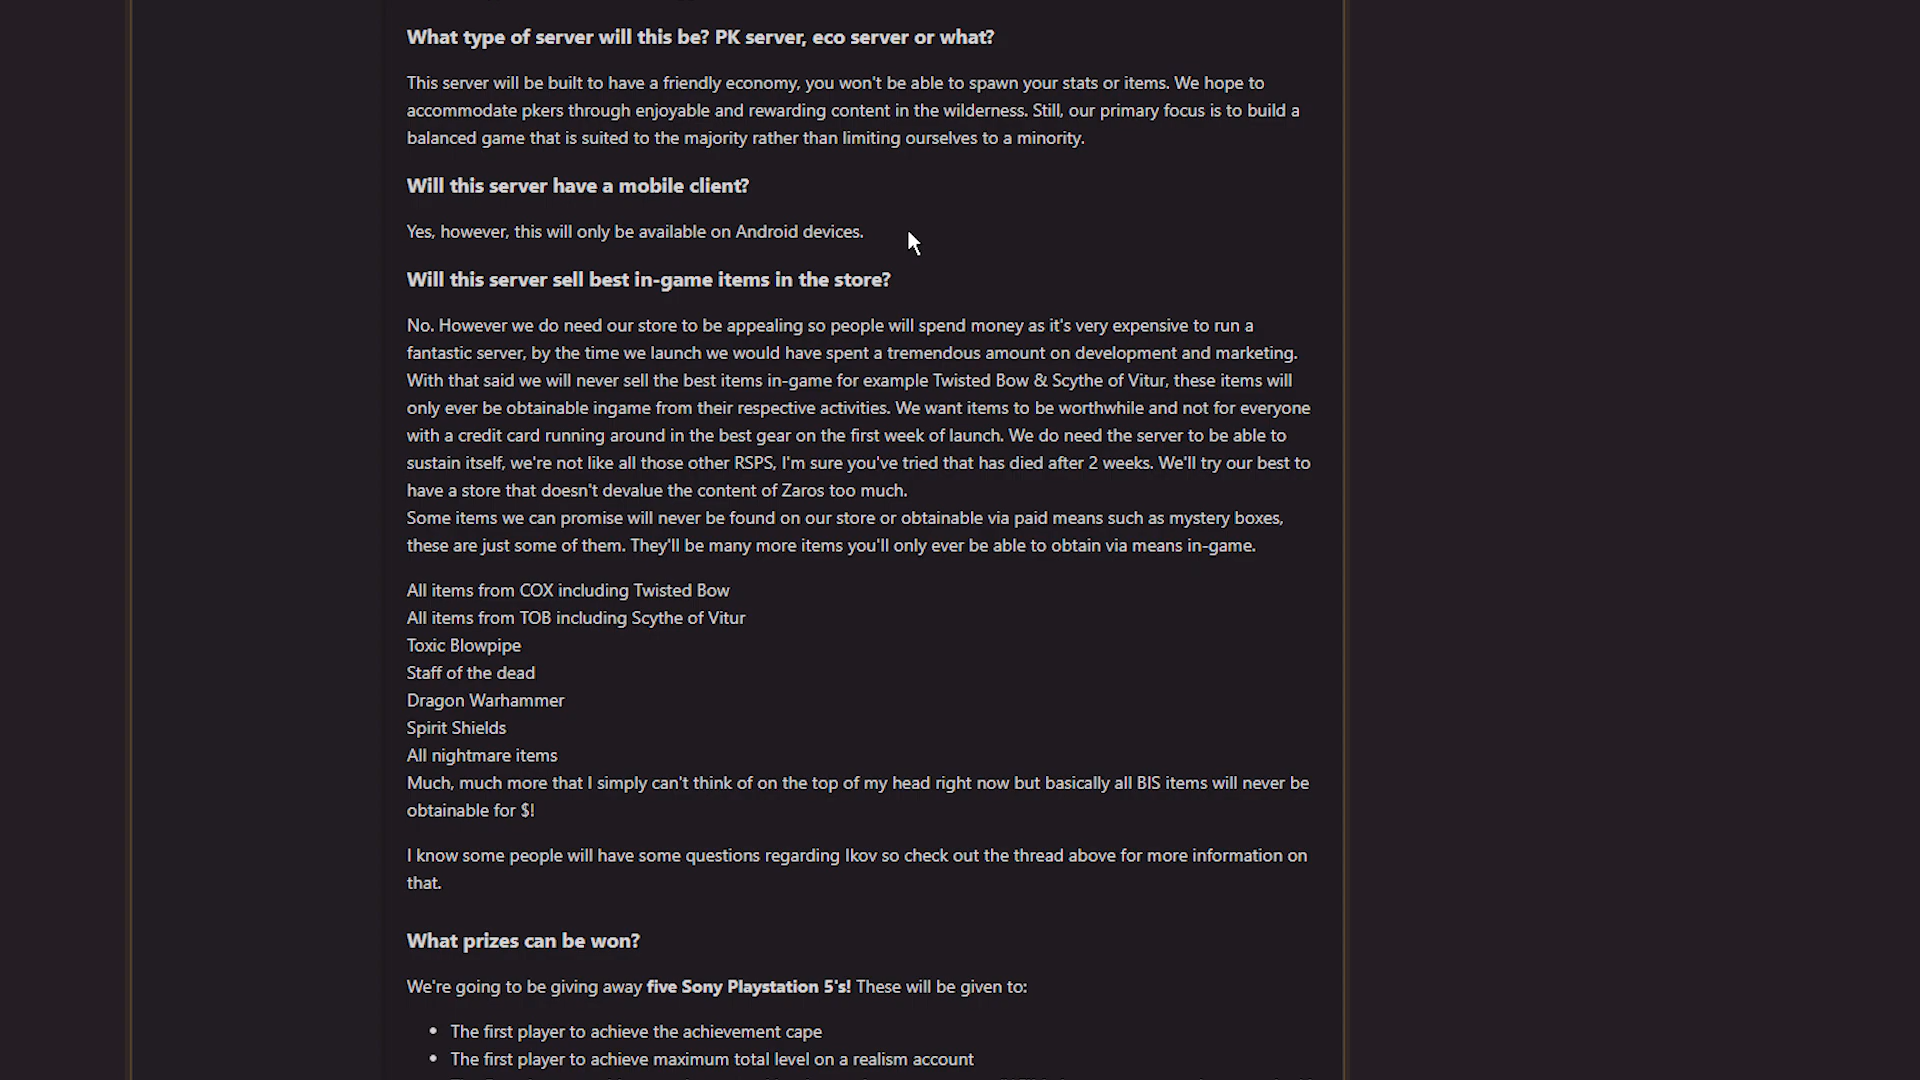 What type of server will this be? PK server, eco server or what?
This server will be built to have a friendly economy, you won't be able to spawn your stats or items. We hope to
accommodate pkers through enjoyable and rewarding content in the wilderness. Still, our primary focus is to build a
balanced game that is suited to the majority rather than limiting ourselves to a minority.
Will this server have a mobile client?
Yes, however, this will only be available on Android devices.
Will this server sell best in-game items in the store?
No. However we do need our store to be appealing so people will spend money as it's very expensive to run a
fantastic server, by the time we launch we would have spent a tremendous amount on development and marketing.
With that said we will never sell the best items in-game for example Twisted Bow & Scythe of Vitur, these items will
only ever be obtainable ingame from their respective activities. We want items to be worthwhile and not for everyone
with a credit card running around in the best gear on the first week of launch. We do need the server to be able to
sustain itself, we're not like all those other RSPS, I'm sure you've tried that has died after 2 weeks. We'll try our best to
have a store that doesn't devalue the content of Zaros too much.
Some items we can promise will never be found on our store or obtainable via paid means such as mystery boxes,
these are just some of them. They'll be many more items you'll only ever be able to obtain via means in-game.
All items from COX including Twisted Bow
All items from TOB including Scythe of Vitur
Toxic Blowpipe
Staff of the dead
Dragon Warhammer
Spirit Shields
All nightmare items
Much, much more that I simply can't think of on the top of my head right now but basically all BIS items will never be
obtainable for $!
I know some people will have some questions regarding Ikov so check out the thread above for more information on
that.
What prizes can be won?
We're going to be giving away five Sony Playstation 5's! These will be given to:
• The first player to achieve the achievement cape
• The first player to achieve maximum total level on a realism account